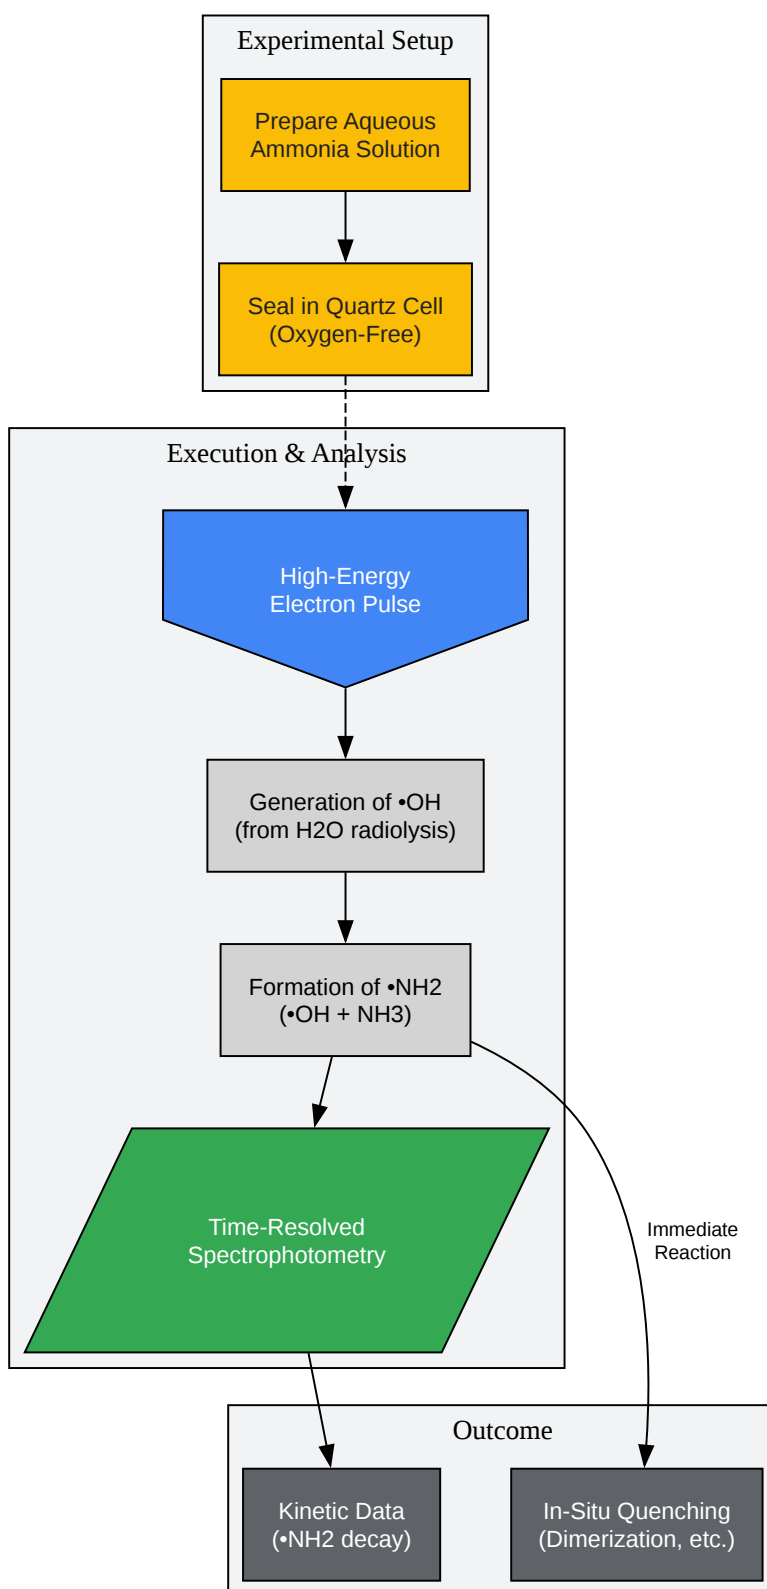 Experimental Setup
Prepare Aqueous
Ammonia Solution
Seal in Quartz Cell
(Oxygen-Free)
Execution & Analysis
High-Energy
Electron Pulse
Generation of •OH
(from H2O radiolysis)
Formation of •NH2
(•OH + NH3)
Time-Resolved
Spectrophotometry
Immediate
Reaction
Outcome
Kinetic Data
(•NH2 decay)
In-Situ Quenching
(Dimerization, etc.)